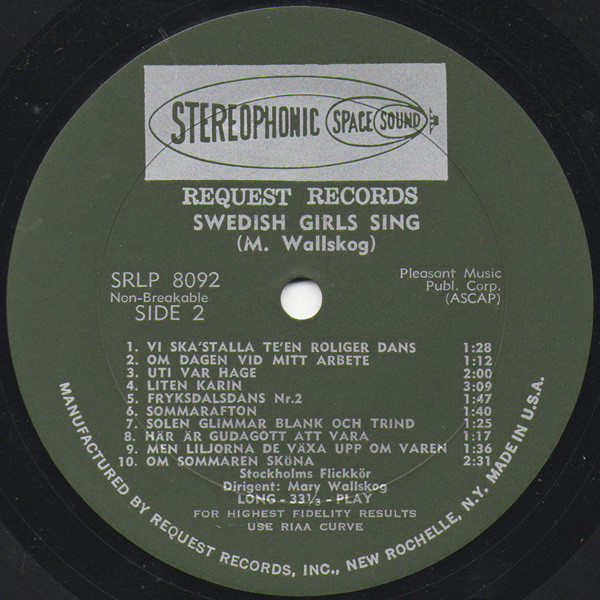 STEREOPHONIC SPACE SOUND
REQUEST RECORDS
SWEDISH GIRLS SING
(M. Wallskog)
SRLP 8092
Non-Breakable
SIDE 2
Pleasant Music
Publ. Corp.
(ASCAP)
1. VI SKA'STALLA TE'EN ROLIGER DANS 1:28
2. OM DAGEN VID MITT ARBETE 1:12
3. UTI VAR HAGE 2:00
4. LITEN KARIN 3:09
5. FRYKSDALSDANS Nr.2 1:47
6. SOMMARAFTON 1:40
7. SOLEN GLIMMAR BLANK OCH TRIND 1:25
8. HÄR ÄR GUDAGOTT ATT VARA 1:17
9. MEN LILJORNA DE VÄXA UPP OM VAREN 1:36
10. OM SOMMAREN SKÖNA 2:31
Stockholms Flickkör
Dirigent: Mary Wallskog
LONG - 33⅓ - PLAY
FOR HIGHEST FIDELITY RESULTS
USE RIAA CURVE
MANUFACTURED BY REQUEST RECORDS, INC., NEW ROCHELLE, N.Y. MADE IN U.S.A.